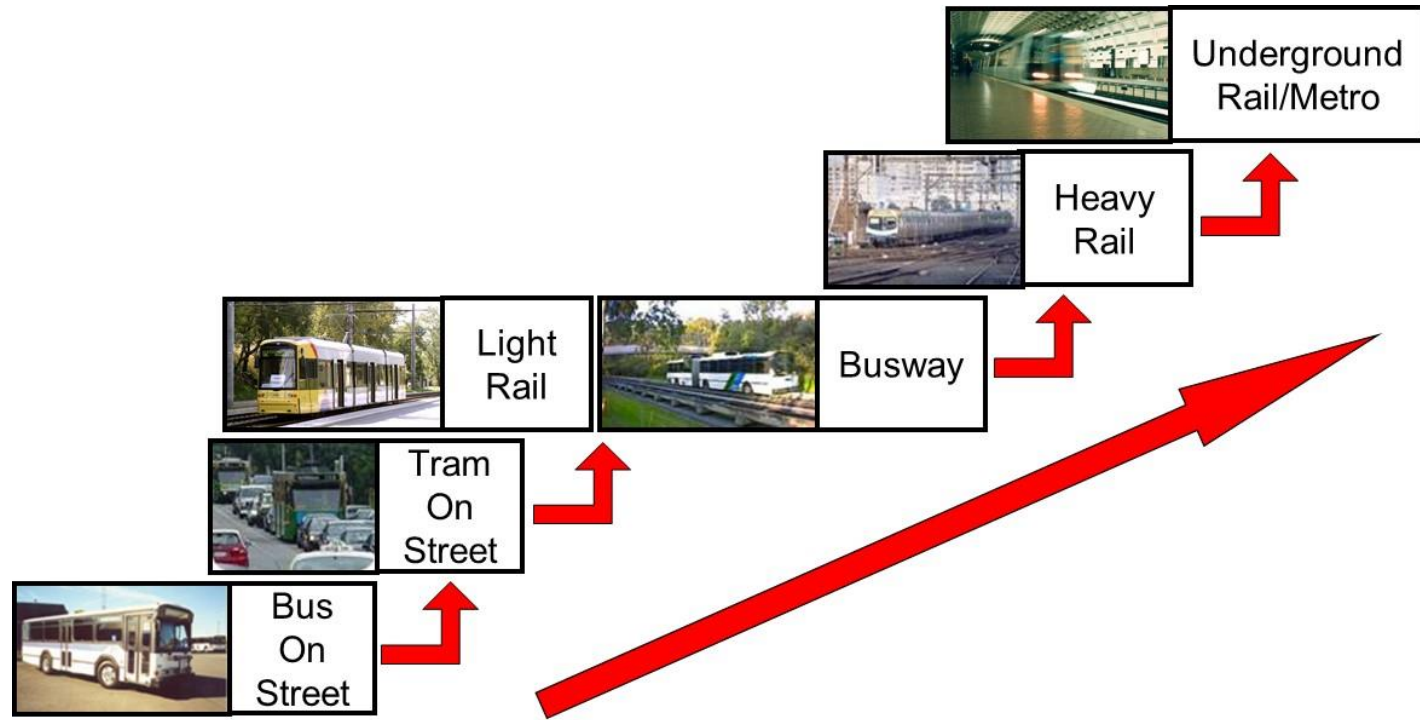 Underground
Rail/Metro
Heavy
Rail
Light
Rail
Busway
Tram
On
Street
Bus
On
Street